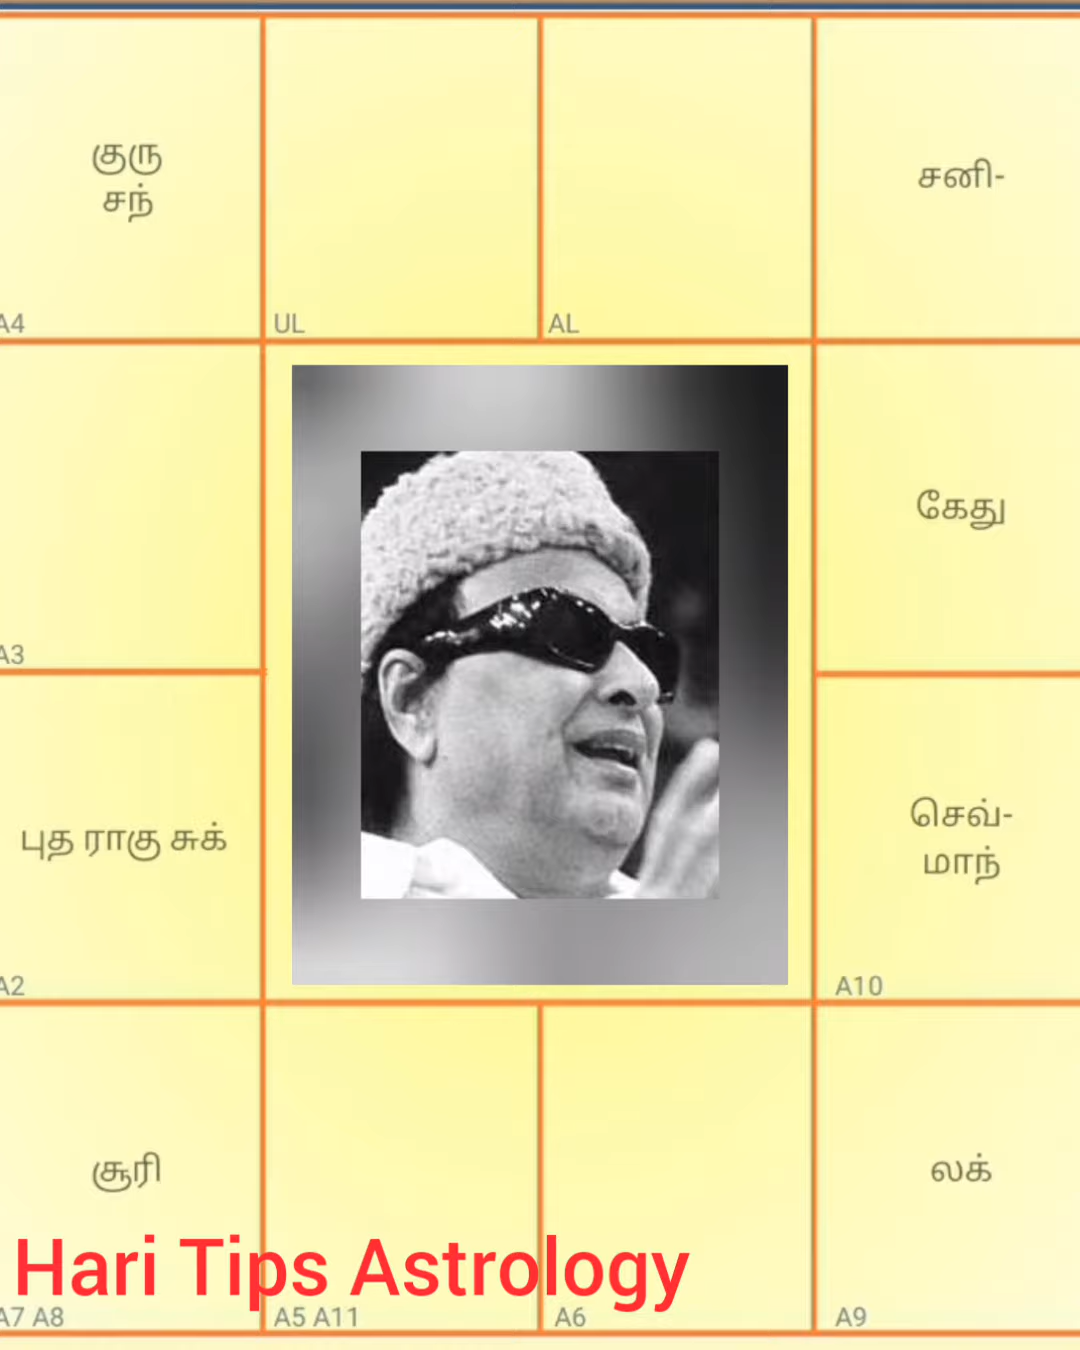 குரு
சந்
A4
UL
AL
சனி-
A3
கேது
புத ராகு சுக்
A2
செவ்-
மாந்
A10
சூரி
லக்
Hari Tips Astrology
A7 A8
A5 A11
A6
A9